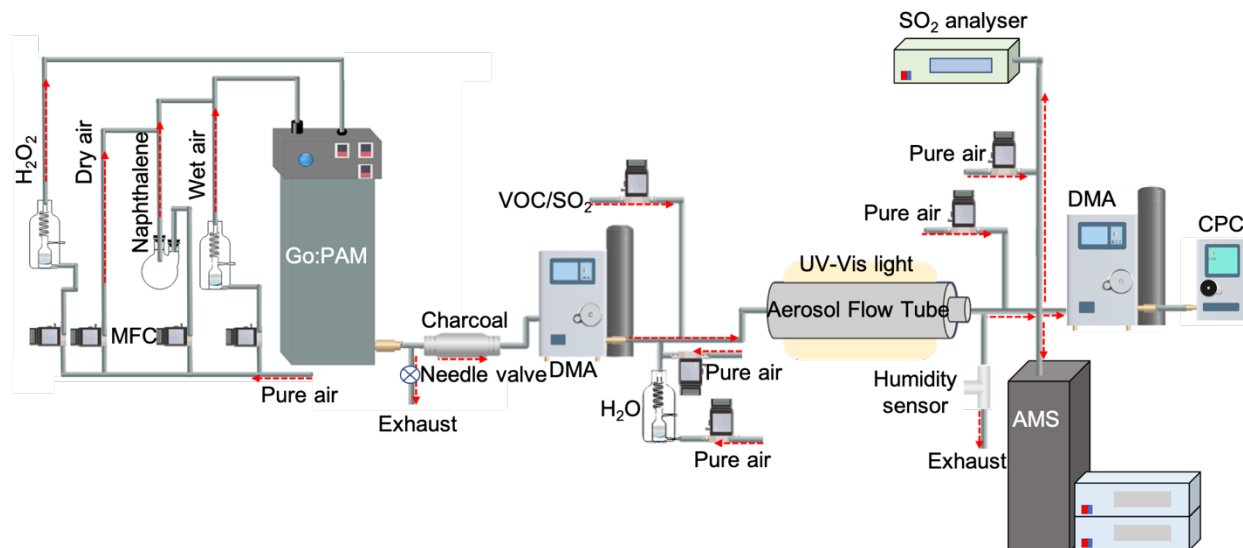 SO₂ analyser
H₂O₂
Dry air
Naphthalene
Wet air
Go:PAM
MFC
Pure air
Charcoal
Needle valve
Exhaust
DMA
VOC/SO₂
H₂O
Pure air
Pure air
UV-Vis light
Aerosol Flow Tube
Pure air
Pure air
Humidity
sensor
Exhaust
AMS
DMA
CPC